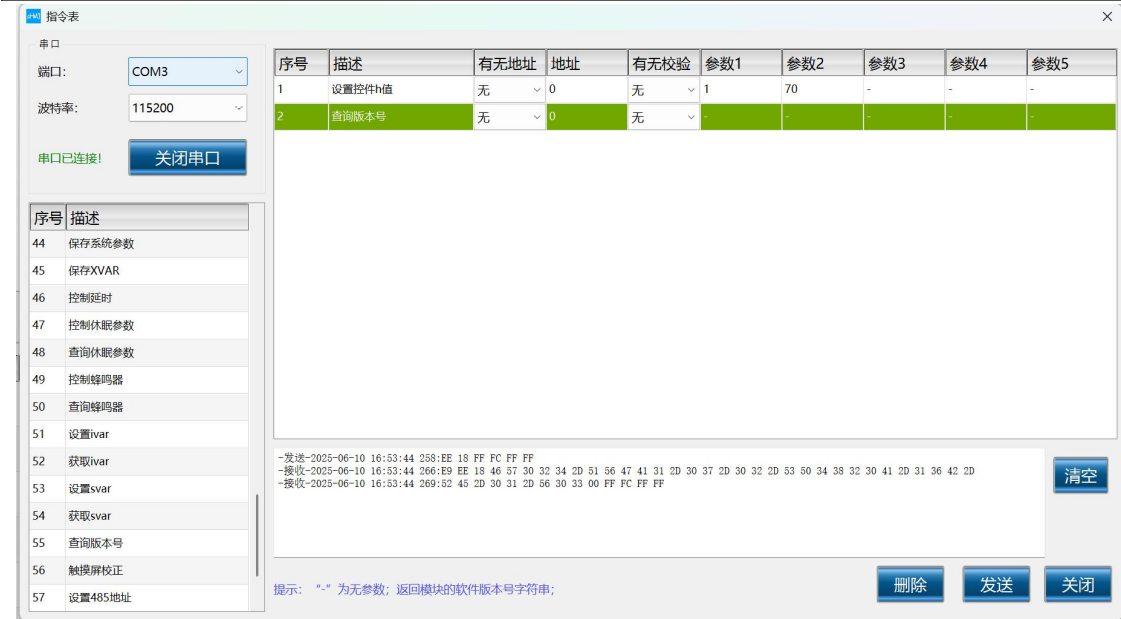 指令表
串口
端口： COM3
波特率： 115200
串口已连接! 关闭串口
序号 描述
44 保存系统参数
45 保存XVAR
46 控制延时
47 控制休眠参数
48 查询休眠参数
49 控制蜂鸣器
50 查询蜂鸣器
51 设置ivar
52 获取ivar
53 设置svar
54 获取svar
55 查询版本号
56 触摸屏校正
57 设置485地址
序号 描述 有无地址 地址 有无校验 参数1 参数2 参数3 参数4 参数5
1 设置控件h值 无 0 无 1 70 - - -
2 查询版本号 无 0 无 - - - - -
-发送-2025-06-10 16:53:44 258:EE 18 FF FC FF FF
-接收-2025-06-10 16:53:44 266:E9 EE 18 46 57 30 32 34 2D 51 56 47 41 31 2D 30 37 2D 30 32 2D 53 50 34 38 32 30 41 2D 31 36 42 2D
-接收-2025-06-10 16:53:44 269:52 45 2D 30 31 2D 56 30 33 00 FF FC FF FF
清空
提示： “-”为无参数；返回模块的软件版本号字符串；
删除 发送 关闭